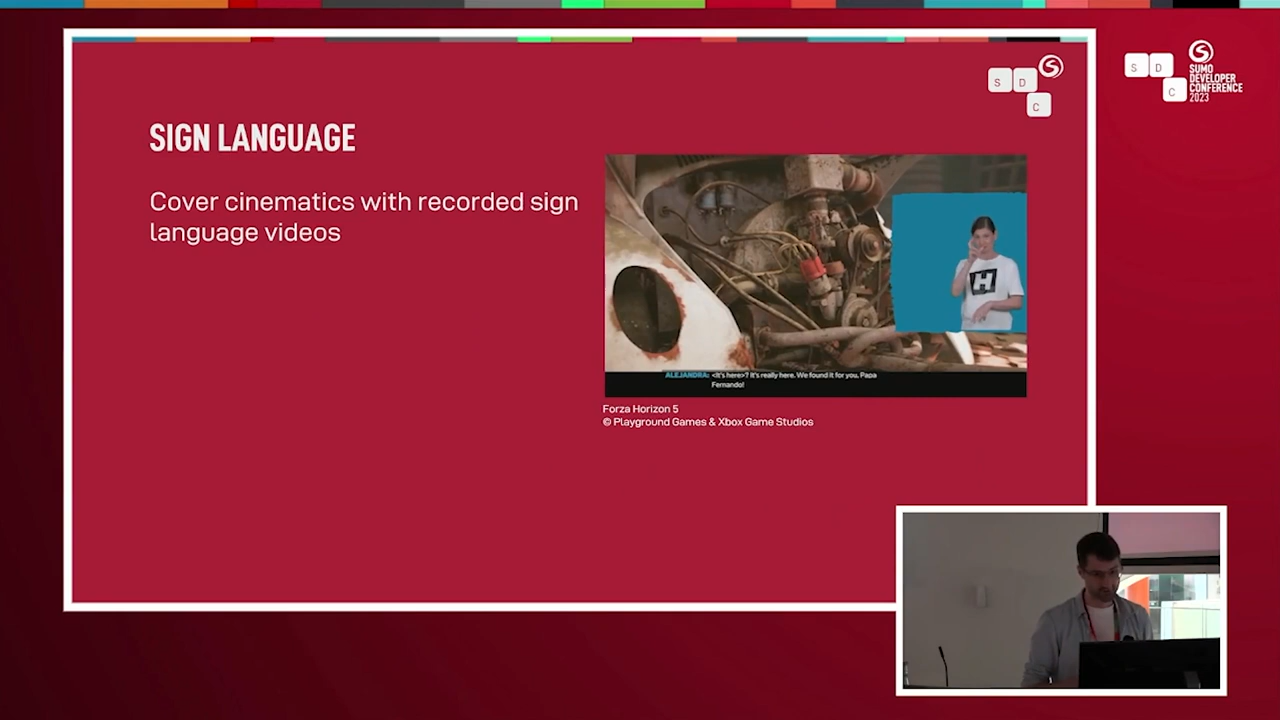 S D
C
SUMO
DEVELOPER
CONFERENCE
2023
S D
C
SIGN LANGUAGE
Cover cinematics with recorded sign
language videos
H
ALEJANDRA: <It's here>? It's really here. We found it for you, Papa
Fernando!
Forza Horizon 5
© Playground Games & Xbox Game Studios